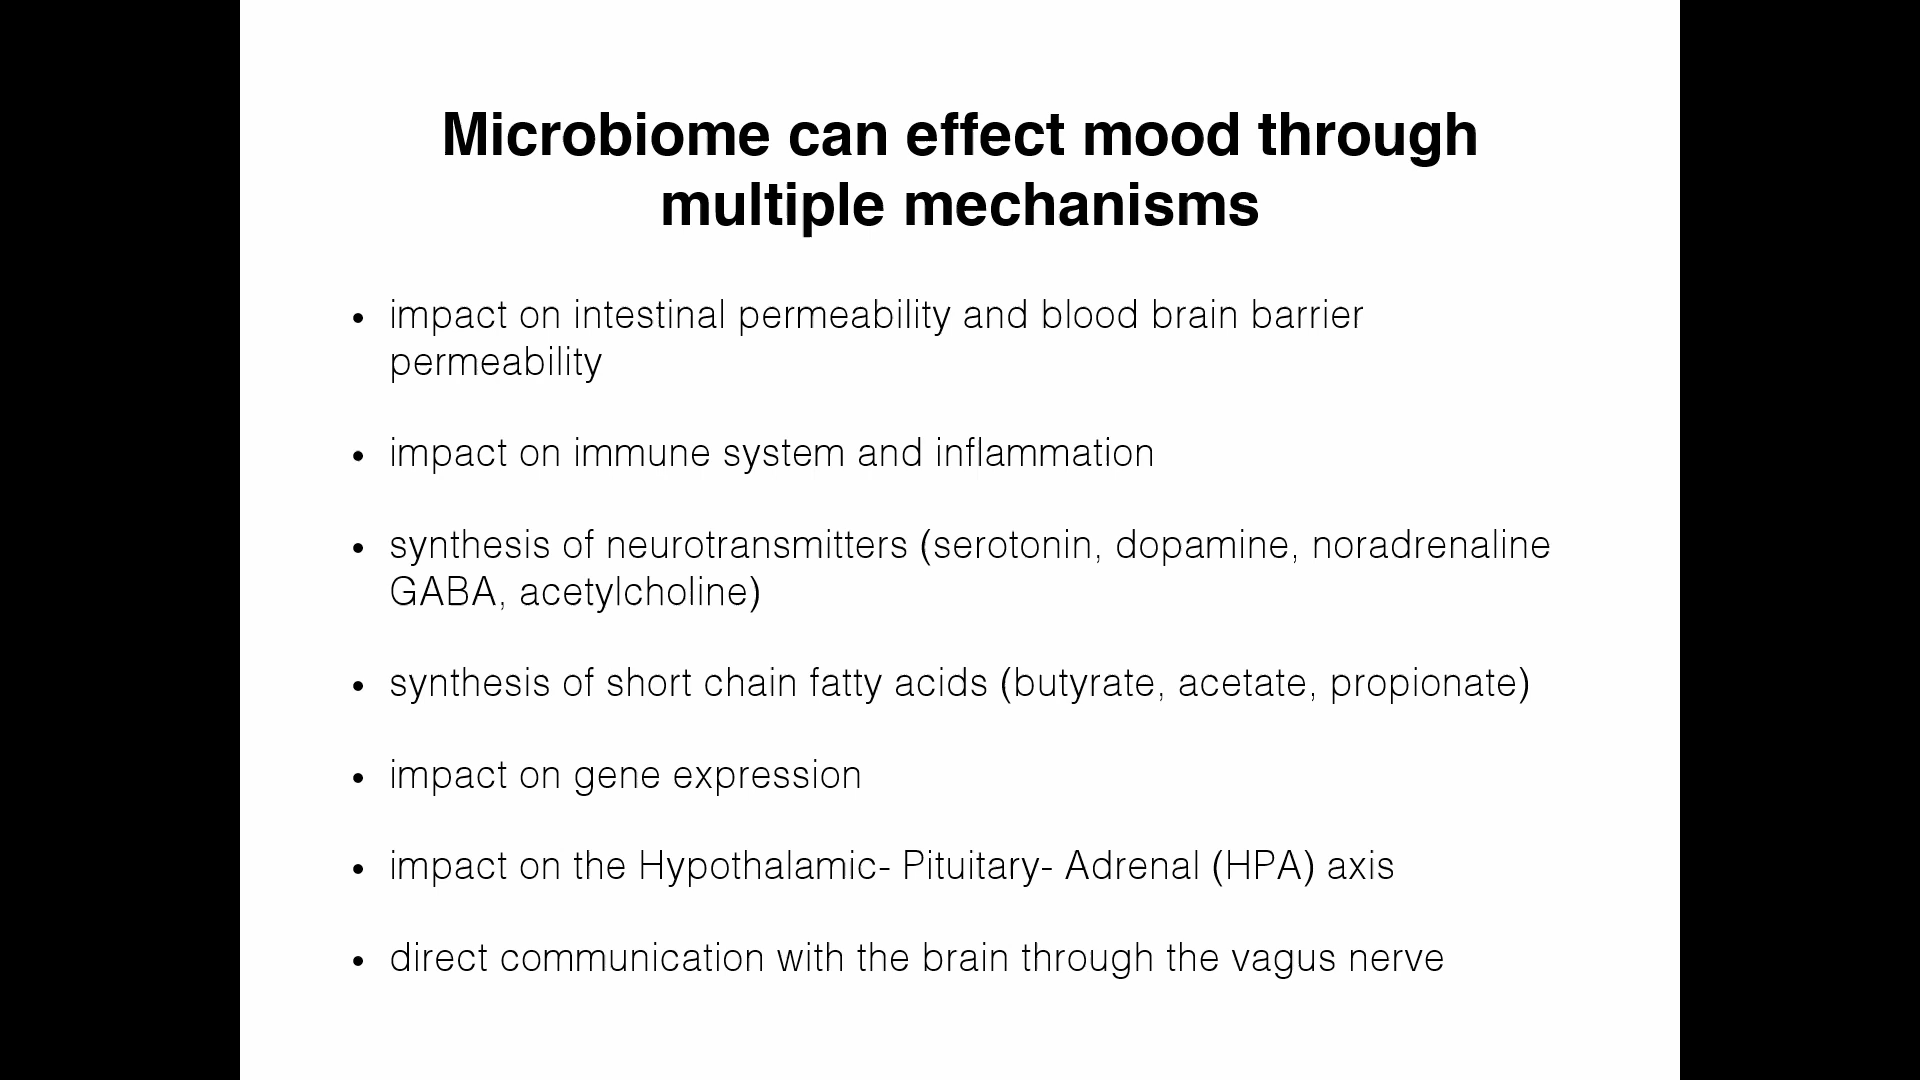 Microbiome can effect mood through
multiple mechanisms
• impact on intestinal permeability and blood brain barrier
permeability
• impact on immune system and inflammation
• synthesis of neurotransmitters (serotonin, dopamine, noradrenaline
GABA, acetylcholine)
• synthesis of short chain fatty acids (butyrate, acetate, propionate)
• impact on gene expression
• impact on the Hypothalamic- Pituitary- Adrenal (HPA) axis
• direct communication with the brain through the vagus nerve